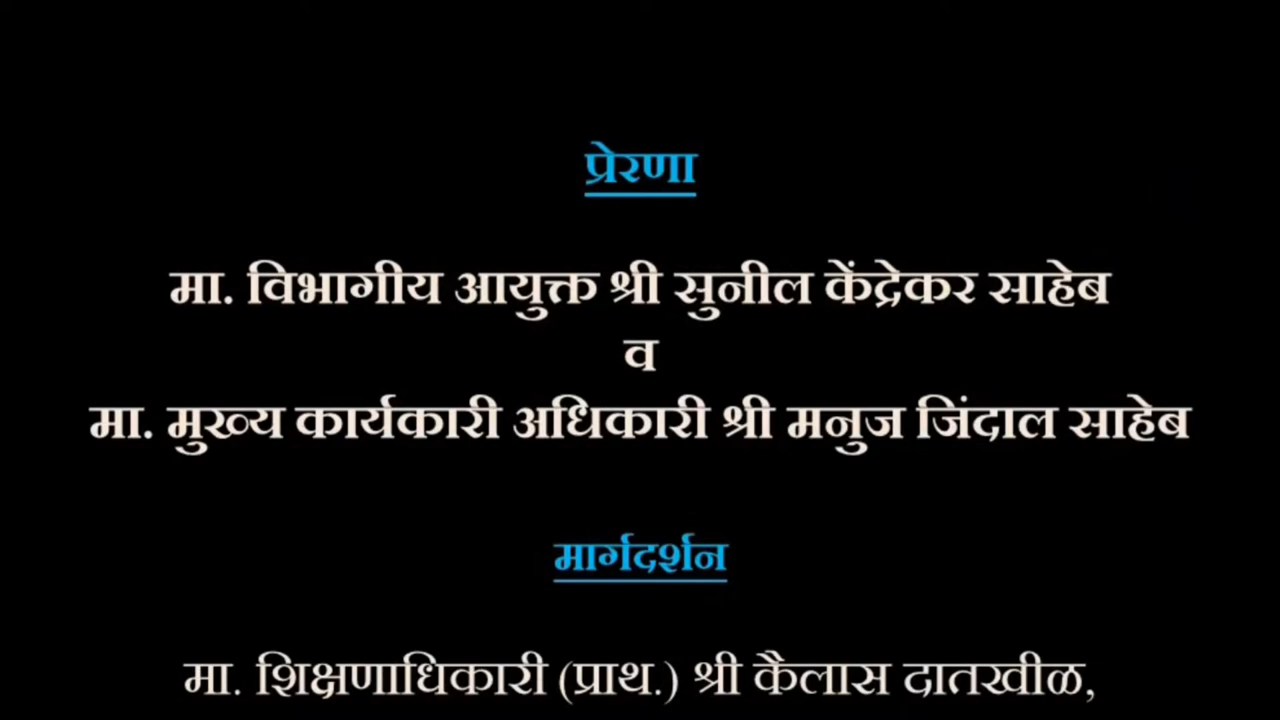 प्रेरणा
मा. विभागीय आयुक्त श्री सुनील केंद्रेकर साहेब
व
मा. मुख्य कार्यकारी अधिकारी श्री मनुज जिंदाल साहेब
मार्गदर्शन
मा. शिक्षणाधिकारी (प्राथ.) श्री कैलास दातखीळ,